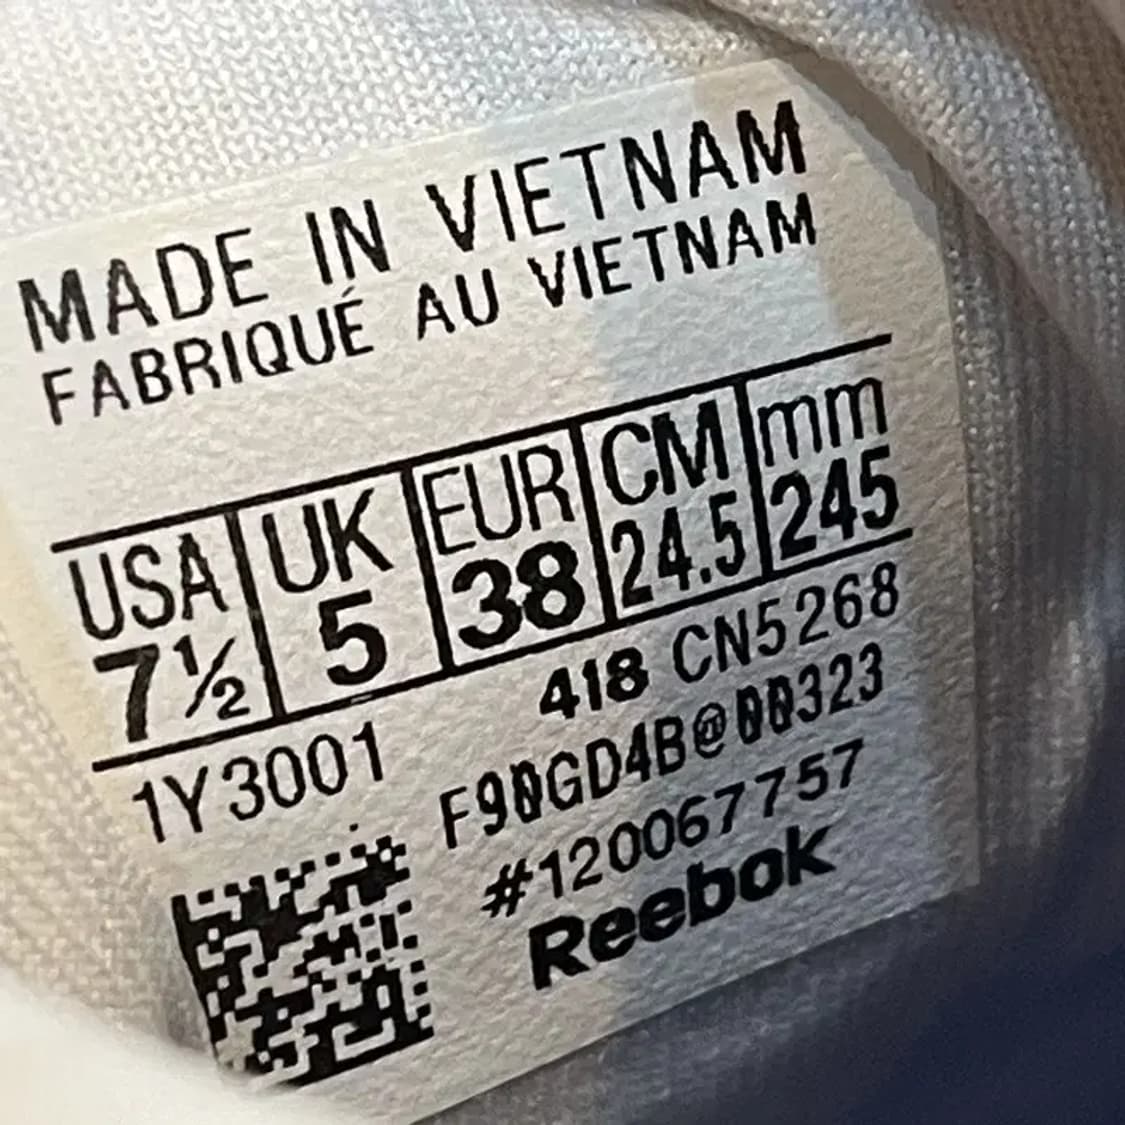 MADE IN VIETNAM
FABRIQUÉ AU VIETNAM
USA UK EUR CM mm
7½ 5 38 24.5 245
1Y3001 418 CN5268
F90GD4B@00323
#120067757
Reebok